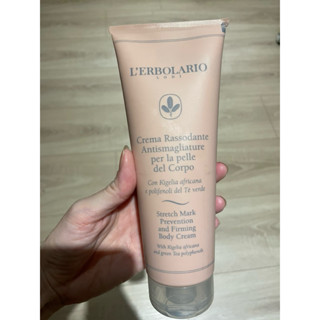 L'ERBOLARIO
LODI
Crema Rassodante
Antismagliature
per la pelle
del Corpo
Con Kigelia africana
e polifenoli del Tè verde
Stretch Mark
Prevention
and Firming
Body Cream
With Kigelia africana
and green Tea polyphenols